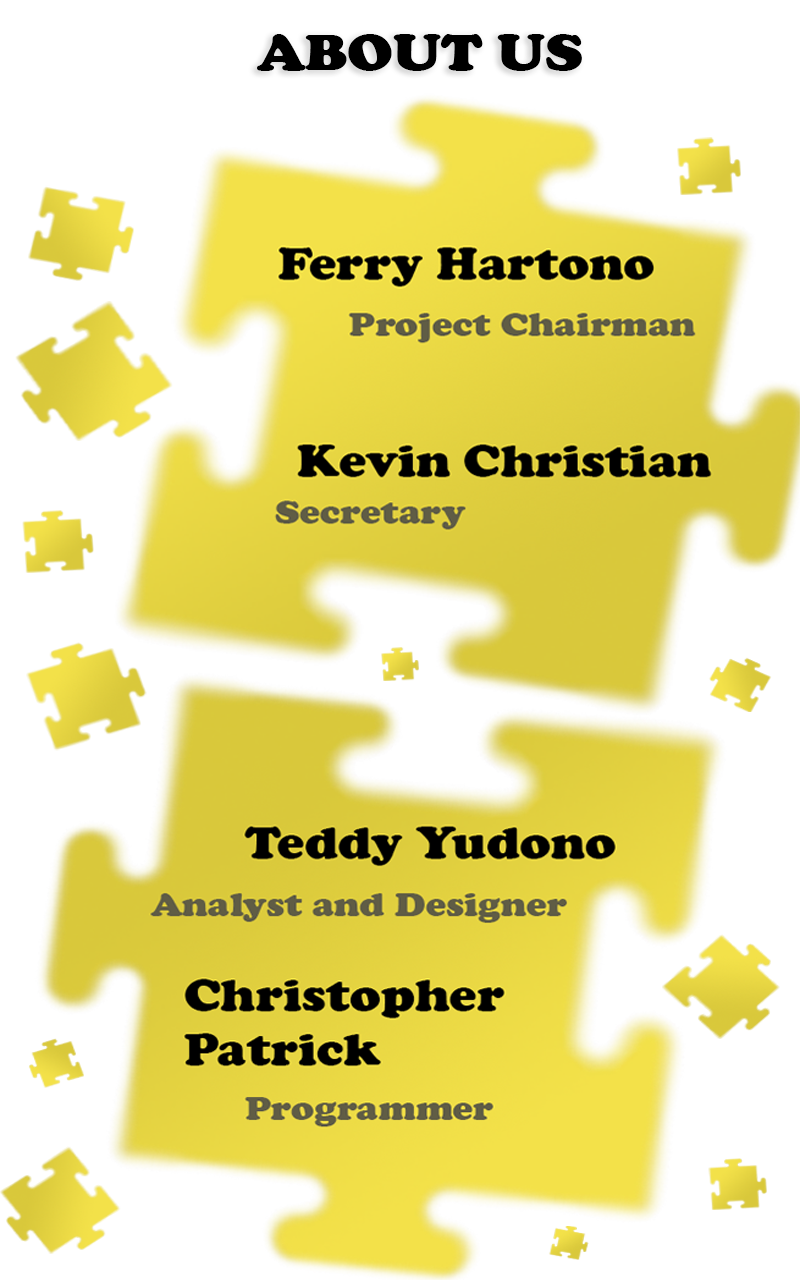 ABOUT US
Ferry Hartono
Project Chairman
Kevin Christian
Secretary
Teddy Yudono
Analyst and Designer
Christopher
Patrick
Programmer